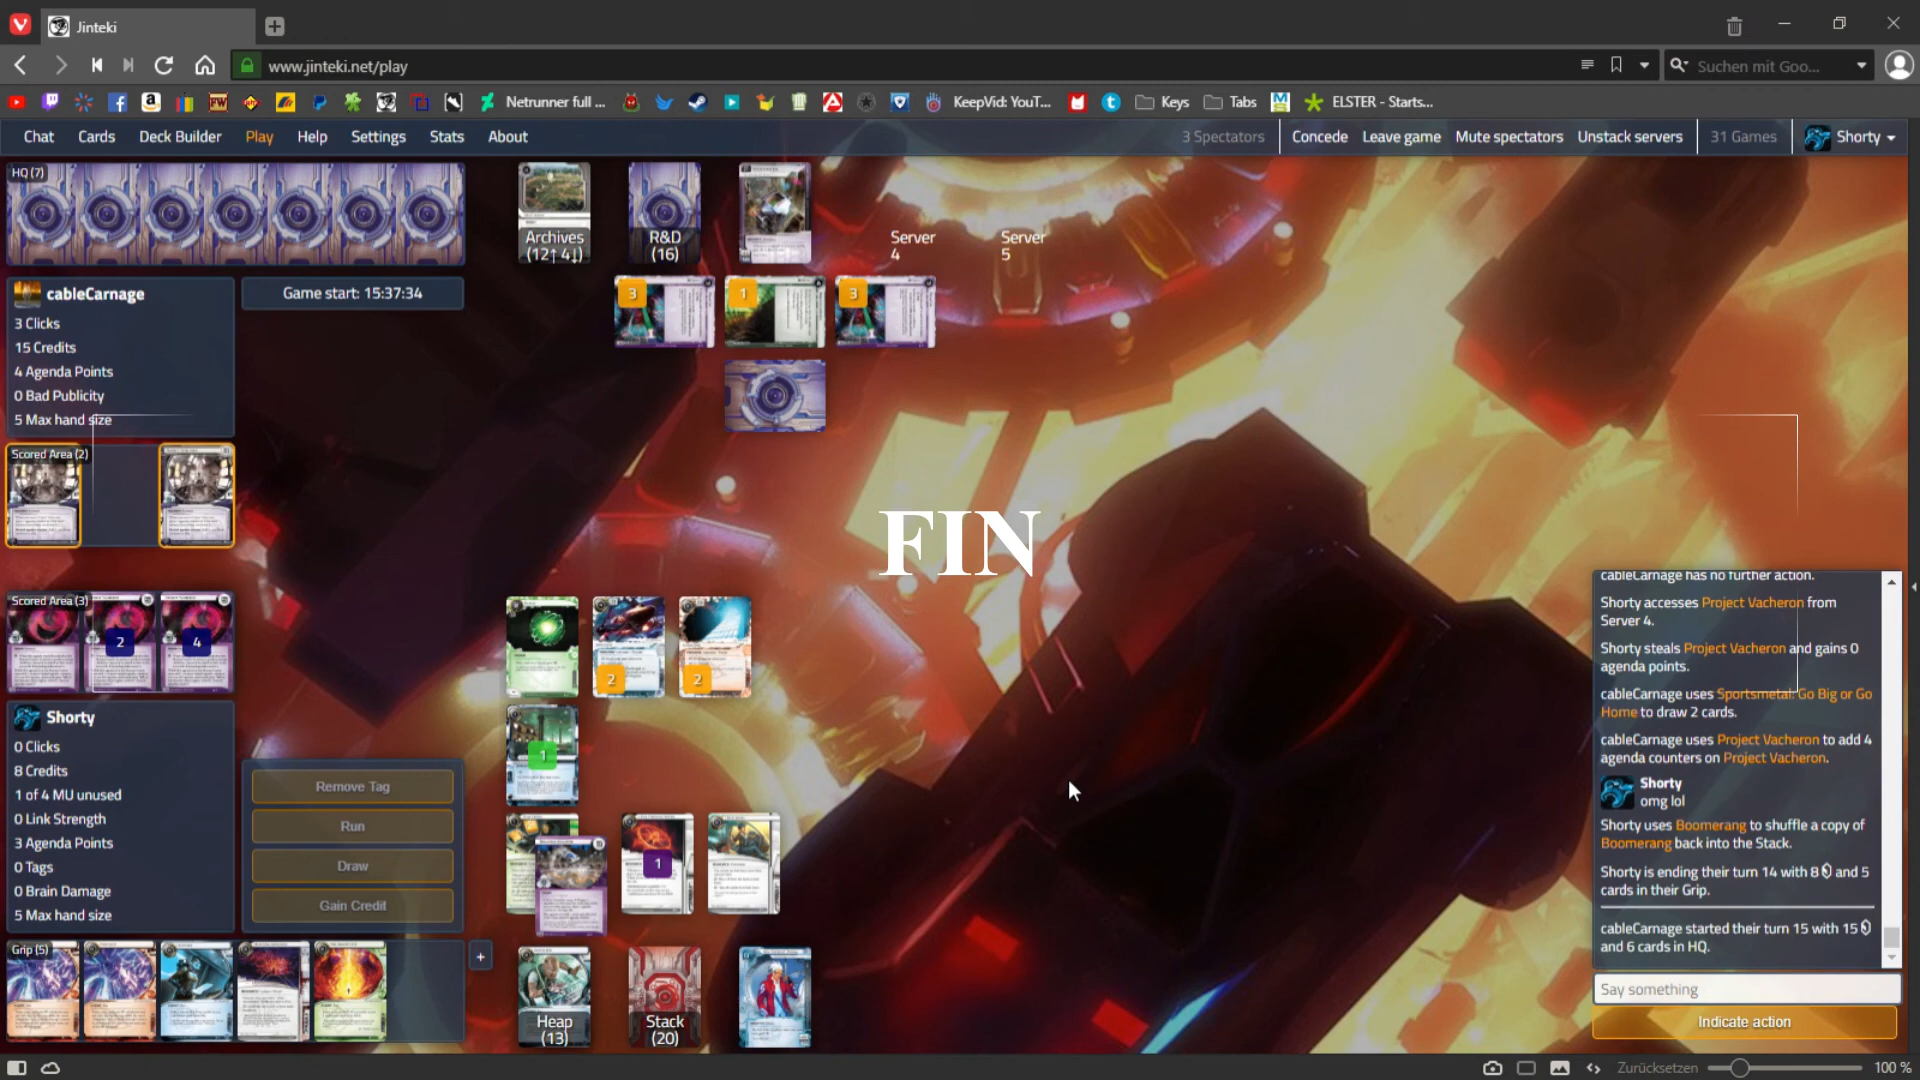 Jinteki
www.jinteki.net/play
Suchen mit Goo...
Netrunner full ...
KeepVid: YouT...
Keys
Tabs
ELSTER - Starts...
Chat
Cards
Deck Builder
Play
Help
Settings
Stats
About
3 Spectators
Concede
Leave game
Mute spectators
Unstack servers
31 Games
Shorty
HQ (7)
Archives
(12↑ 4↓)
R&D
(16)
Server
4
Server
5
cableCarnage
3 Clicks
15 Credits
4 Agenda Points
0 Bad Publicity
5 Max hand size
Game start: 15:37:34
3
1
3
Scored Area (2)
FIN
Scored Area (3)
2
4
Shorty
0 Clicks
8 Credits
1 of 4 MU unused
0 Link Strength
3 Agenda Points
0 Tags
0 Brain Damage
5 Max hand size
Remove Tag
Run
Draw
Gain Credit
2
2
1
1
Grip (5)
+
Heap
(13)
Stack
(20)
cableCarnage has no further action.
Shorty accesses Project Vacheron from
Server 4.
Shorty steals Project Vacheron and gains 0
agenda points.
cableCarnage uses Sportsmetal: Go Big or Go
Home to draw 2 cards.
cableCarnage uses Project Vacheron to add 4
agenda counters on Project Vacheron.
Shorty
omg lol
Shorty uses Boomerang to shuffle a copy of
Boomerang back into the Stack.
Shorty is ending their turn 14 with 8 and 5
cards in their Grip.
cableCarnage started their turn 15 with 15
and 6 cards in HQ.
Say something
Indicate action
Zurücksetzen
100 %